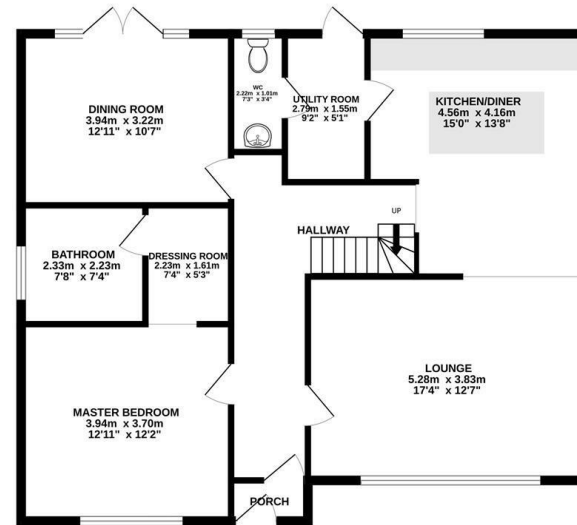 DINING ROOM
3.94m x 3.22m
12'11" x 10'7"
WC
2.22m x 1.01m
7'3" x 3'4"
UTILITY ROOM
2.79m x 1.55m
9'2" x 5'1"
KITCHEN/DINER
4.56m x 4.16m
15'0" x 13'8"
UP
HALLWAY
BATHROOM
2.33m x 2.23m
7'8" x 7'4"
DRESSING ROOM
2.23m x 1.61m
7'4" x 5'3"
MASTER BEDROOM
3.94m x 3.70m
12'11" x 12'2"
LOUNGE
5.28m x 3.83m
17'4" x 12'7"
PORCH